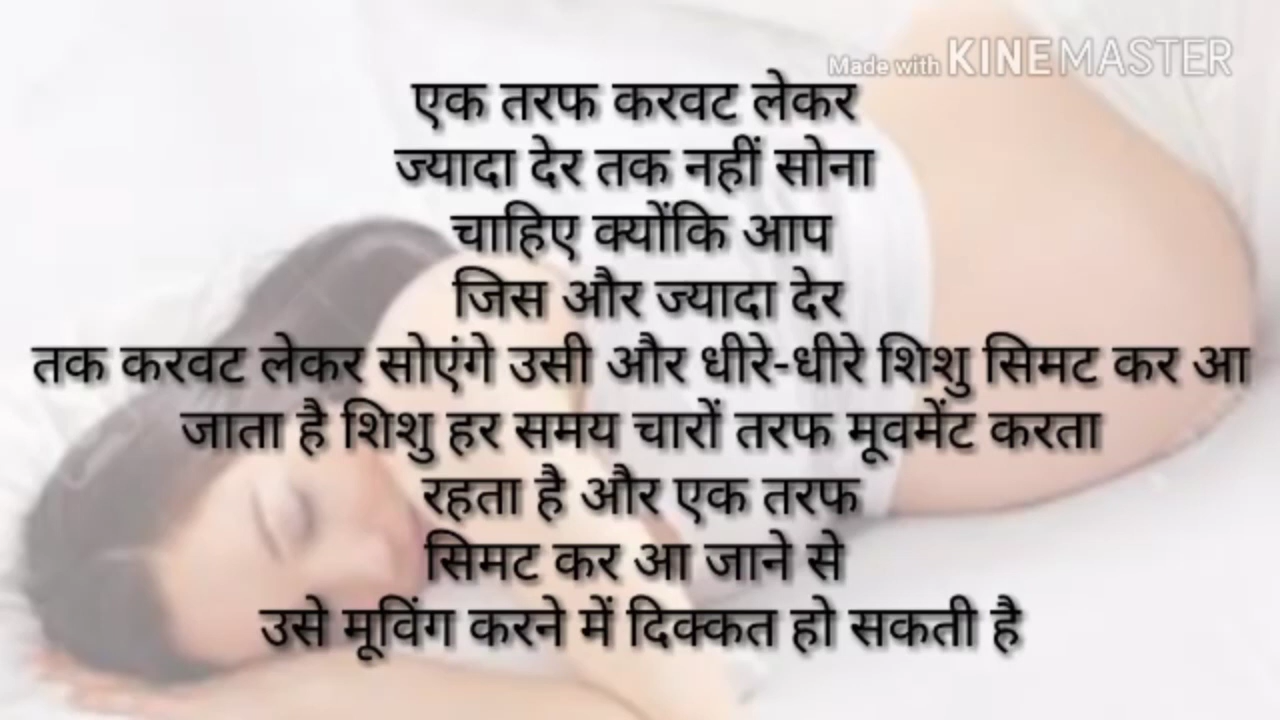 Made with KINEMASTER
एक तरफ करवट लेकर
ज्यादा देर तक नहीं सोना
चाहिए क्योंकि आप
जिस और ज्यादा देर
तक करवट लेकर सोएंगे उसी और धीरे-धीरे शिशु सिमट कर आ
जाता है शिशु हर समय चारों तरफ मूवमेंट करता
रहता है और एक तरफ
सिमट कर आ जाने से
उसे मूविंग करने में दिक्कत हो सकती है